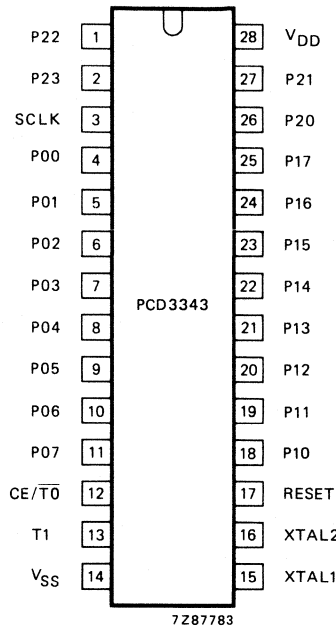 P22 1 28 VDD
P23 2 27 P21
SCLK 3 26 P20
P00 4 25 P17
P01 5 24 P16
P02 6 23 P15
P03 7 22 P14
PCD3343
P04 8 21 P13
P05 9 20 P12
P06 10 19 P11
P07 11 18 P10
CE/T̅0̅ 12 17 RESET
T1 13 16 XTAL2
VSS 14 15 XTAL1
7Z87783